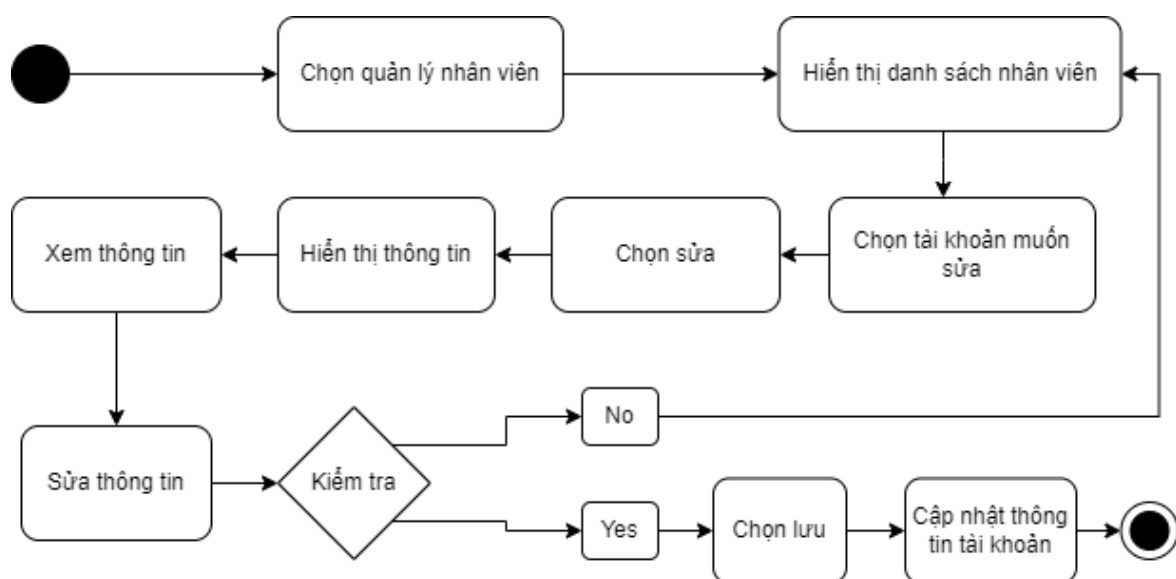 Chọn quản lý nhân viên
Hiển thị danh sách nhân viên
Chọn tài khoản muốn
sửa
Chọn sửa
Hiển thị thông tin
Xem thông tin
Sửa thông tin
Kiểm tra
No
Yes
Chọn lưu
Cập nhật thông
tin tài khoản